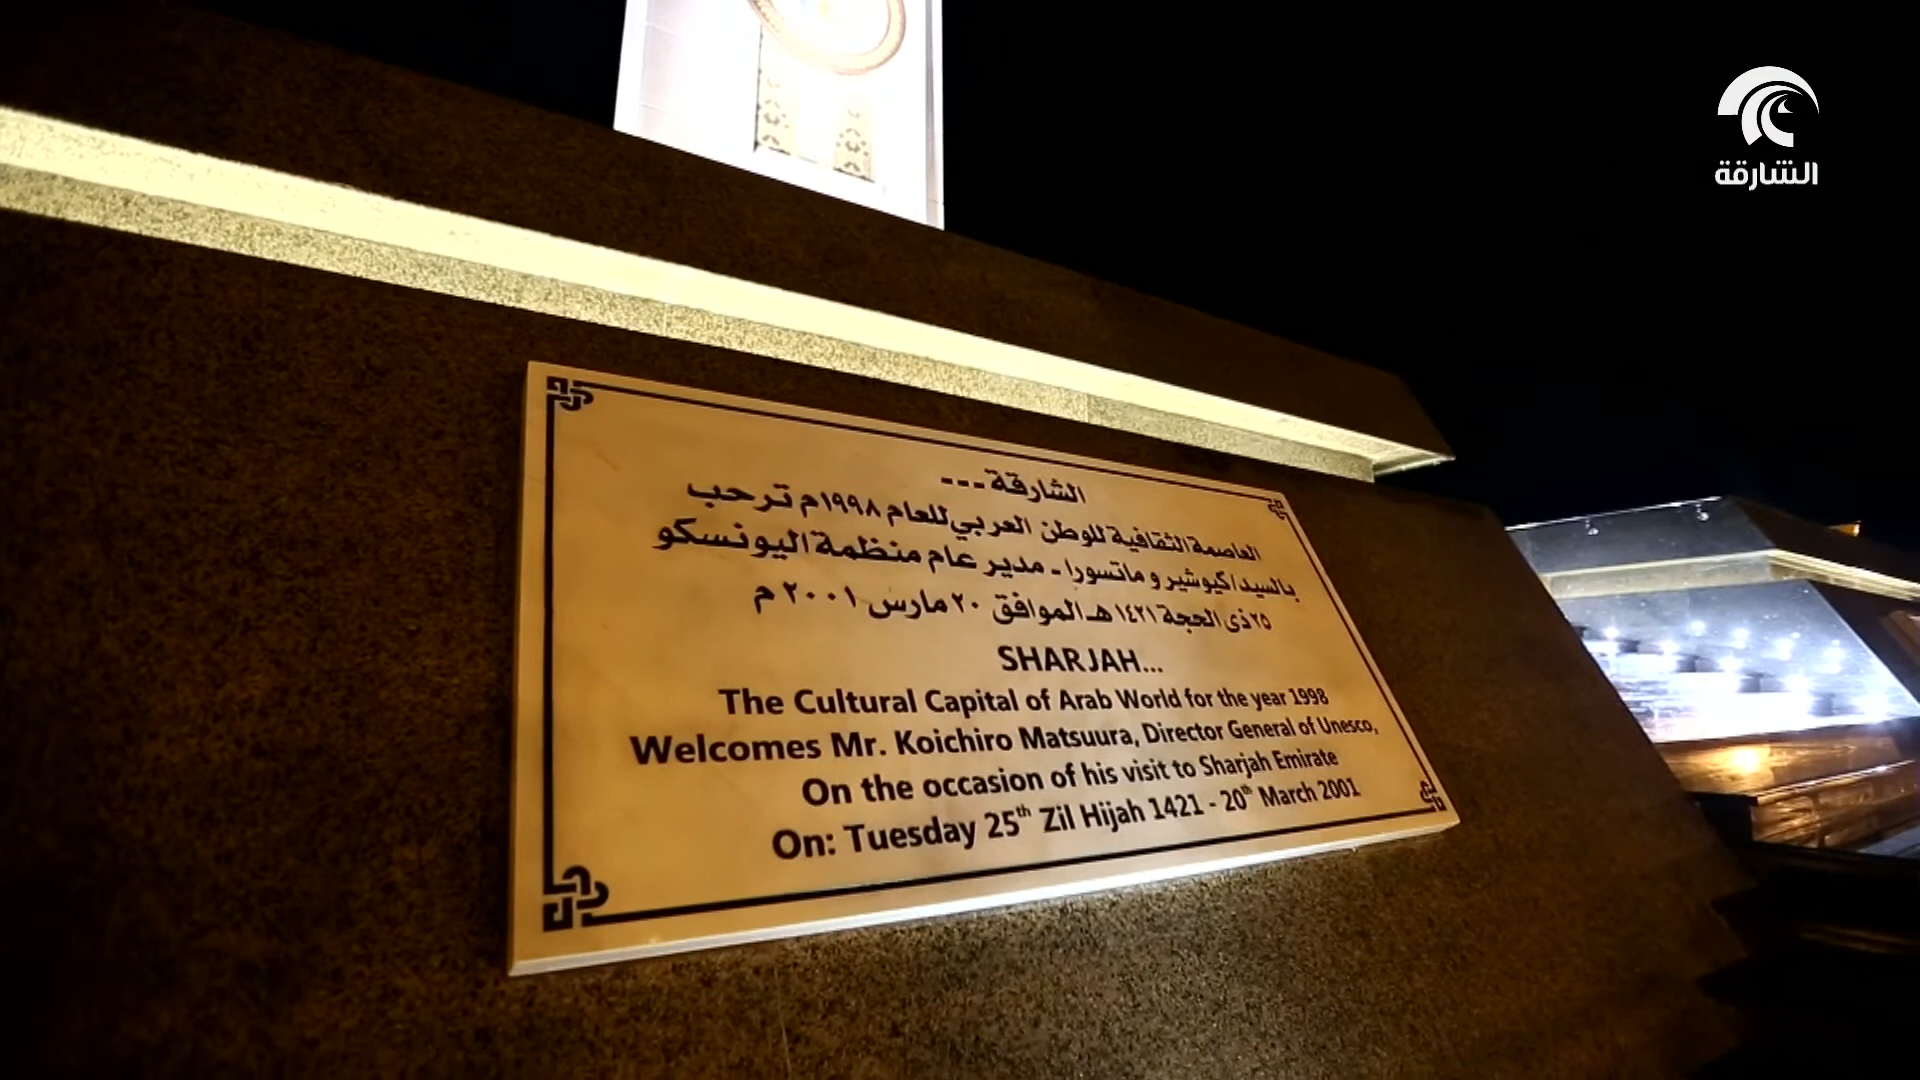 الشارقة
الشارقة---
العاصمة الثقافية للوطن العربي للعام ١٩٩٨م ترحب
بالسيد/كيوشير و ماتسورا - مدير عام منظمة اليونسكو
٢٥ ذى الحجة ١٤٢١ هـ الموافق ٢٠ مارس ٢٠٠١ م
SHARJAH...
The Cultural Capital of Arab World for the year 1998
Welcomes Mr. Koichiro Matsuura, Director General of Unesco,
On the occasion of his visit to Sharjah Emirate
On: Tuesday 25th Zil Hijah 1421 - 20th March 2001